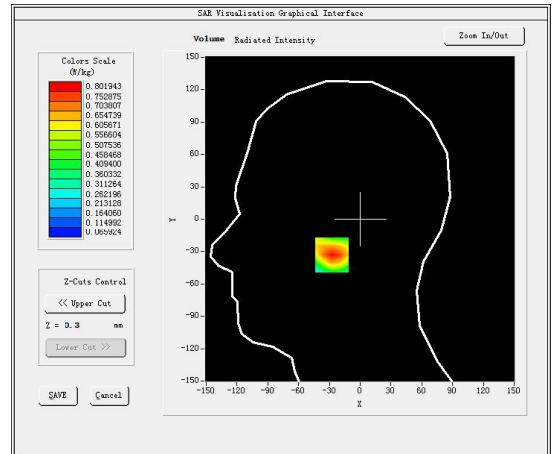 SAR Visualisation Graphical Interface
Volume Radiated Intensity
Zoom In/Out
Colors Scale
(W/kg)
0.801943
0.752875
0.703807
0.654739
0.605671
0.556604
0.507536
0.458468
0.409400
0.360332
0.311264
0.262196
0.213128
0.164060
0.114992
0.065924
Z-Cuts Control
<< Upper Cut
Z = 0.3 mm
Lower Cut >>
SAVE
Cancel
150
120
90
60
30
0
-30
-60
-90
-120
-150
Y
-150 -120 -90 -60 -30 0 30 60 90 120 150
X